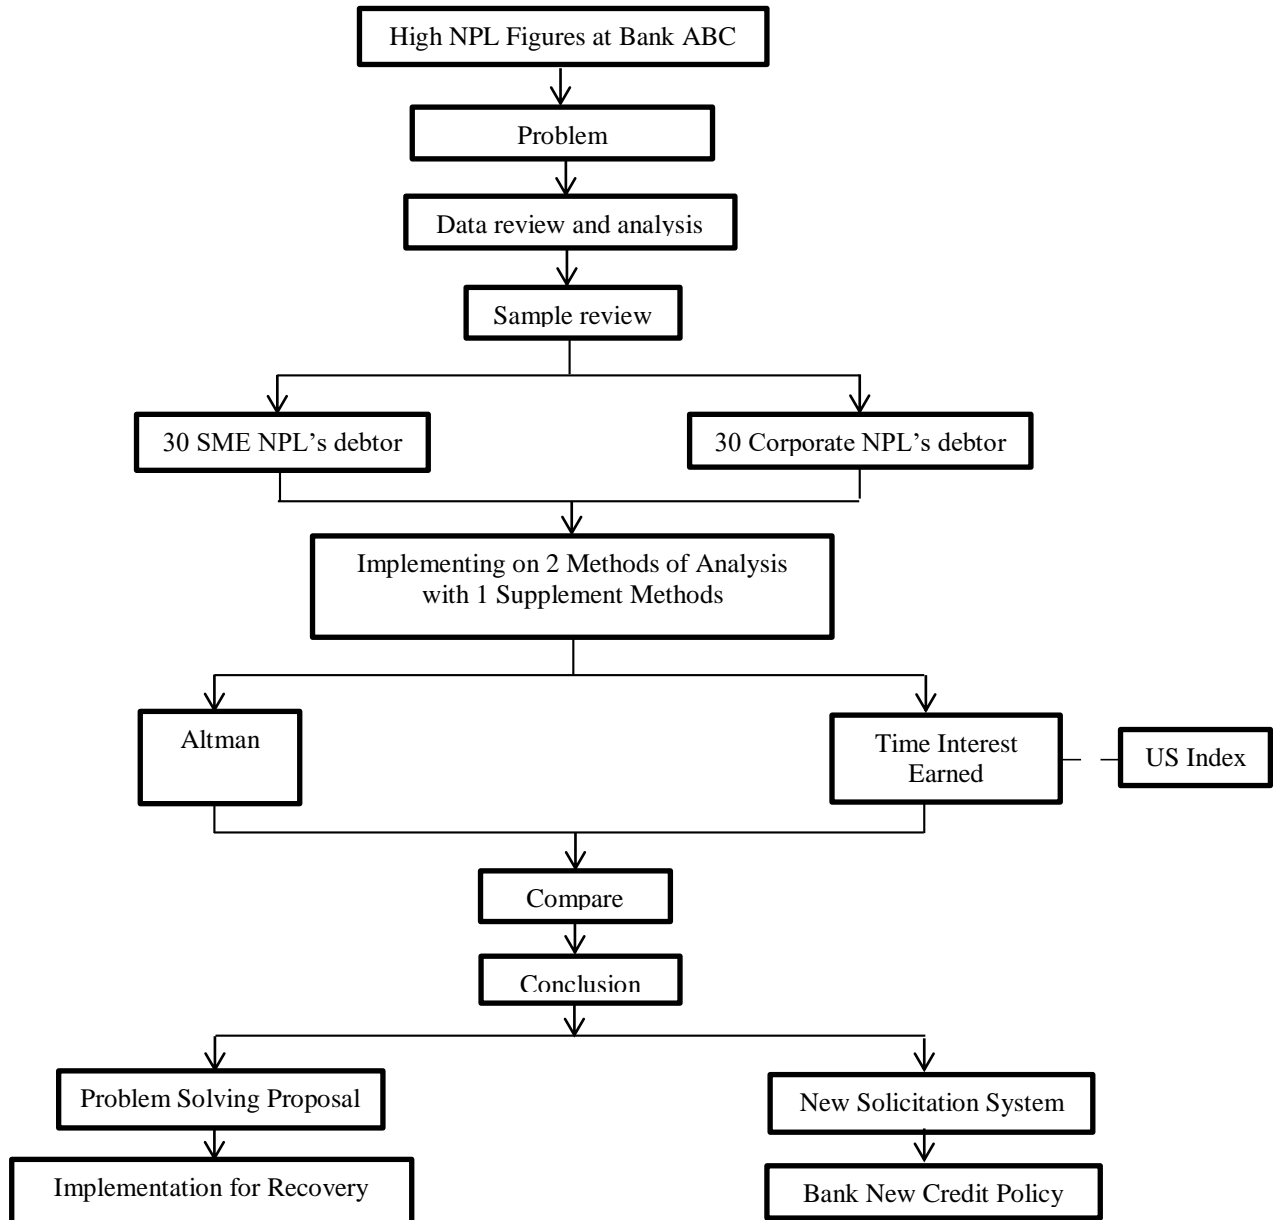 High NPL Figures at Bank ABC
Problem
Data review and analysis
Sample review
30 SME NPL’s debtor
30 Corporate NPL’s debtor
Implementing on 2 Methods of Analysis
with 1 Supplement Methods
Altman
Time Interest
Earned
US Index
Compare
Conclusion
Problem Solving Proposal
New Solicitation System
Implementation for Recovery
Bank New Credit Policy